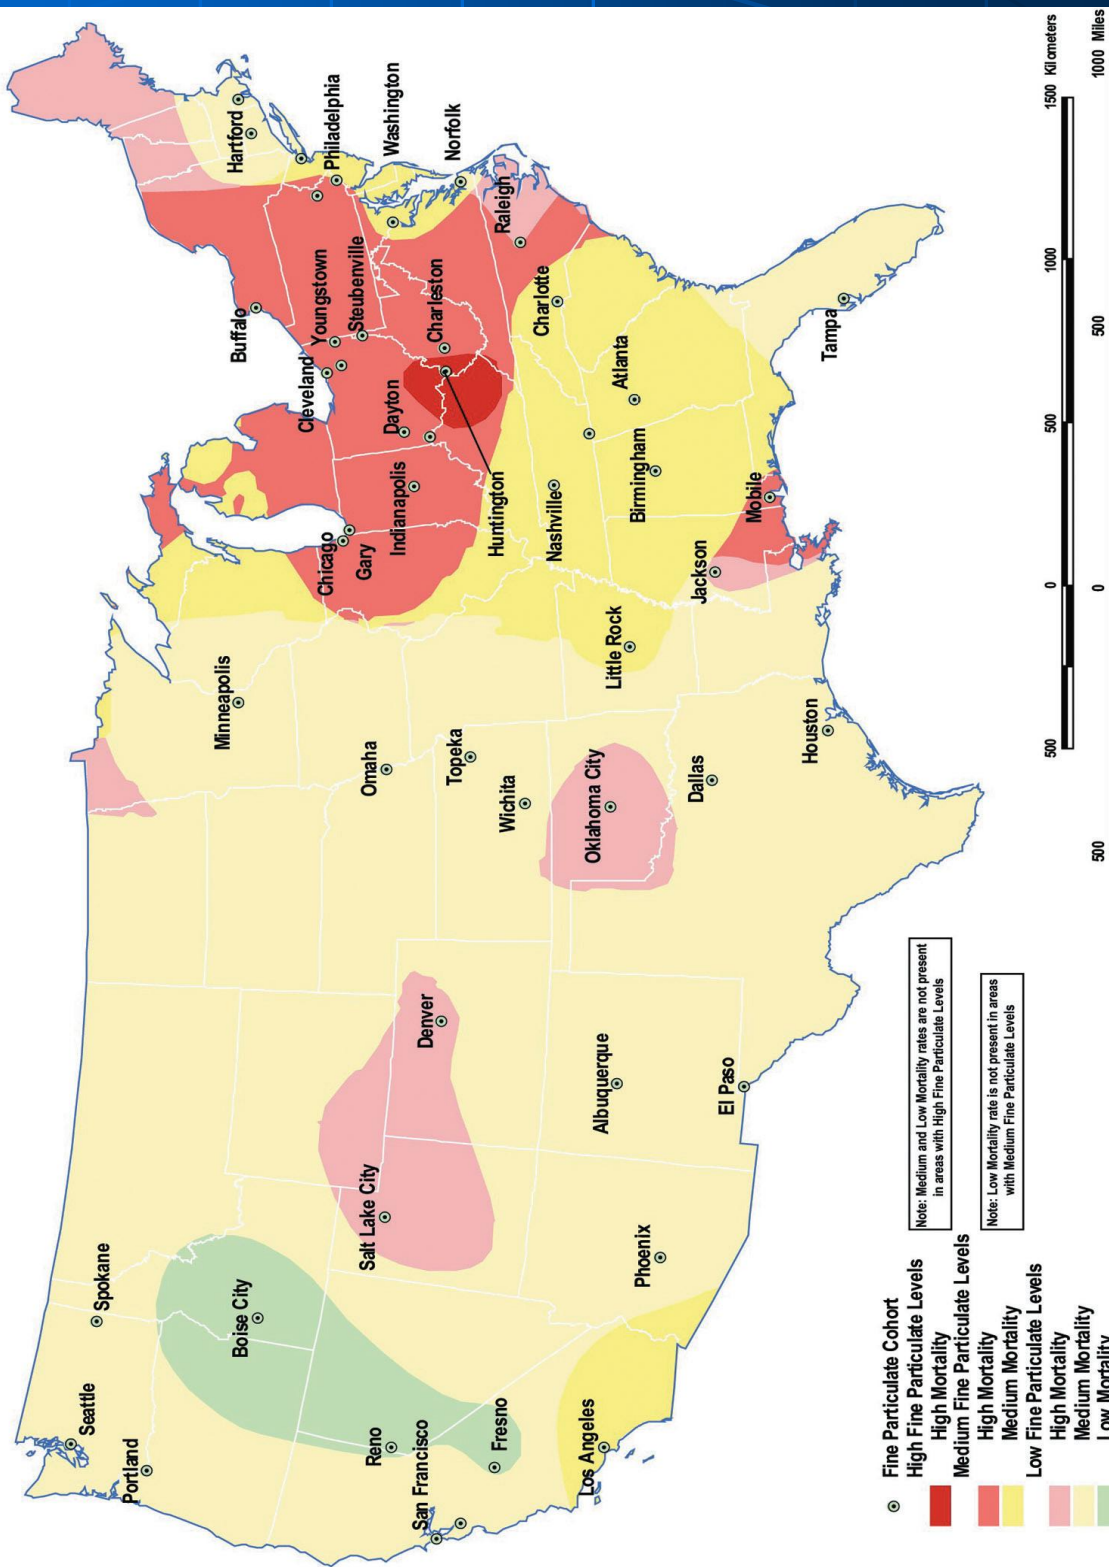 Seattle
Spokane
Portland
Boise City
Reno
San Francisco
Fresno
Los Angeles
Salt Lake City
Phoenix
Denver
Albuquerque
El Paso
Minneapolis
Omaha
Topeka
Wichita
Oklahoma City
Dallas
Houston
Little Rock
Jackson
Chicago
Gary
Indianapolis
Huntington
Nashville
Birmingham
Mobile
Cleveland
Dayton
Youngstown
Steubenville
Buffalo
Charleston
Charlotte
Atlanta
Tampa
Hartford
Philadelphia
Washington
Norfolk
Raleigh
Fine Particulate Cohort
High Fine Particulate Levels
High Mortality
Medium Fine Particulate Levels
High Mortality
Medium Mortality
Low Fine Particulate Levels
High Mortality
Medium Mortality
Low Mortality
Note: Medium and Low Mortality rates are not present
in areas with High Fine Particulate Levels
Note: Low Mortality rate is not present in areas
with Medium Fine Particulate Levels
500 0 500 1000 1500 Kilometers
500 0 500 1000 Miles